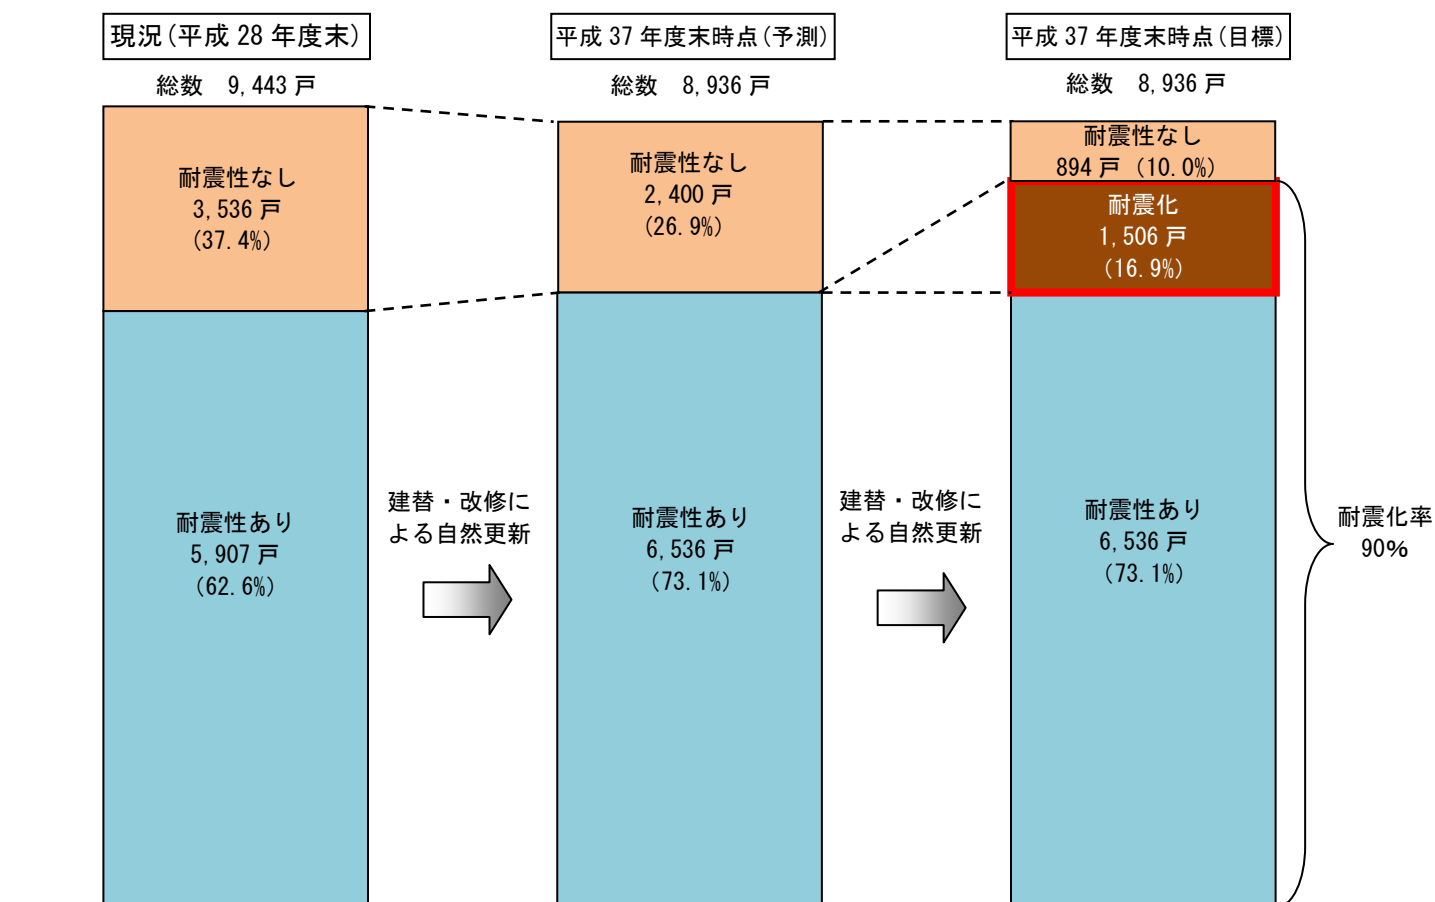 現況(平成 28 年度末)
総数 9,443 戸
耐震性なし
3,536 戸
(37.4%)
耐震性あり
5,907 戸
(62.6%)
建替・改修に
よる自然更新
平成 37 年度末時点(予測)
総数 8,936 戸
耐震性なし
2,400 戸
(26.9%)
耐震性あり
6,536 戸
(73.1%)
建替・改修に
よる自然更新
平成 37 年度末時点(目標)
総数 8,936 戸
耐震性なし
894 戸 (10.0%)
耐震化
1,506 戸
(16.9%)
耐震性あり
6,536 戸
(73.1%)
耐震化率
90%